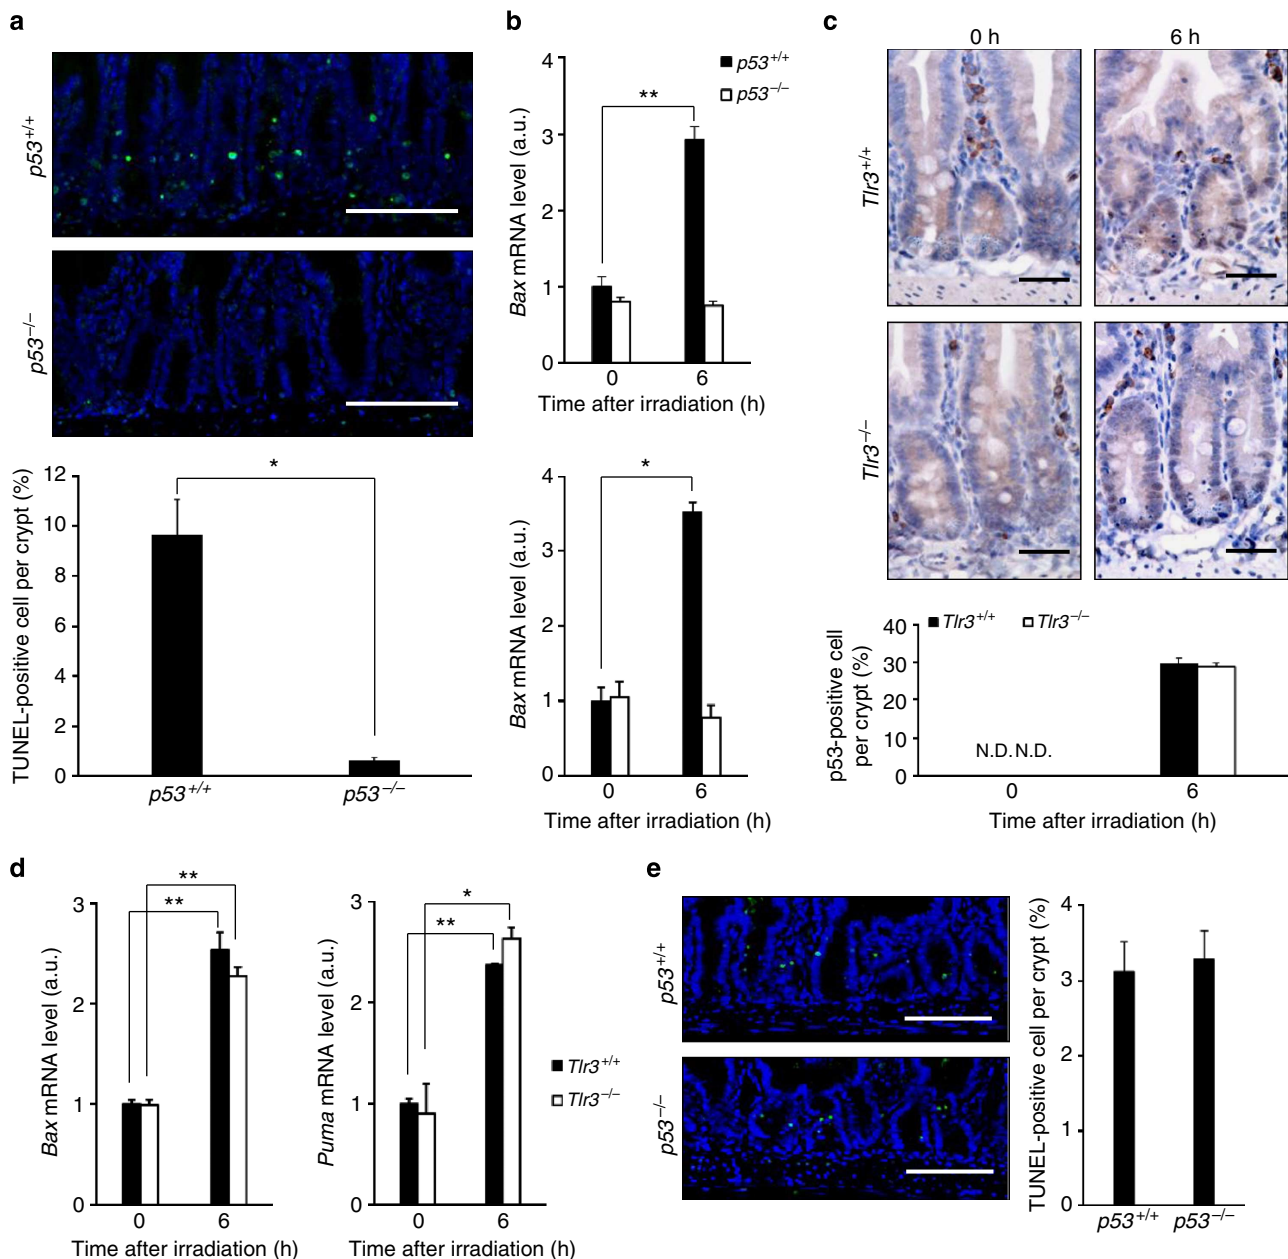 a
p53+/+
p53−/−
TUNEL-positive cell per crypt (%)
12
10
8
6
4
2
0
*
p53+/+
p53−/−
b
Bax mRNA level (a.u.)
4
3
2
1
0
**
p53+/+
p53−/−
0
6
Time after irradiation (h)
Bax mRNA level (a.u.)
4
3
2
1
0
*
0
6
Time after irradiation (h)
c
0 h
6 h
Tlr3+/+
Tlr3−/−
p53-positive cell
per crypt (%)
40
30
20
10
0
Tlr3+/+
Tlr3−/−
N.D. N.D.
0
6
Time after irradiation (h)
d
Bax mRNA level (a.u.)
3
2
1
0
**
**
0
6
Time after irradiation (h)
Puma mRNA level (a.u.)
3
2
1
0
*
**
0
6
Time after irradiation (h)
Tlr3+/+
Tlr3−/−
e
p53+/+
p53−/−
TUNEL-positive cell per crypt (%)
4
3
2
1
0
p53+/+
p53−/−